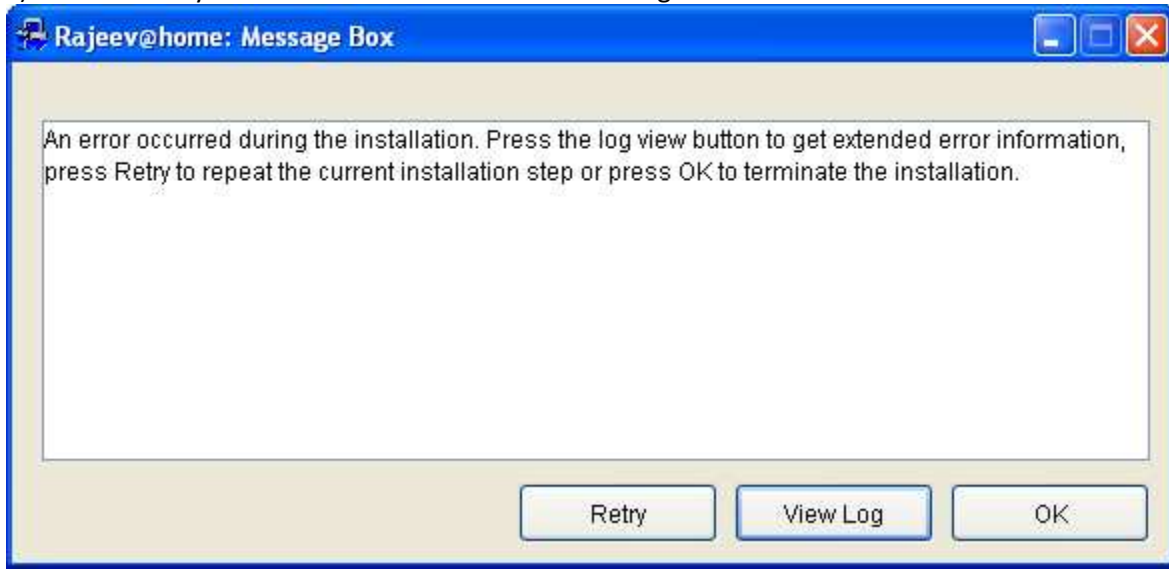 Rajeev@home: Message Box
An error occurred during the installation. Press the log view button to get extended error information,
press Retry to repeat the current installation step or press OK to terminate the installation.
Retry View Log OK